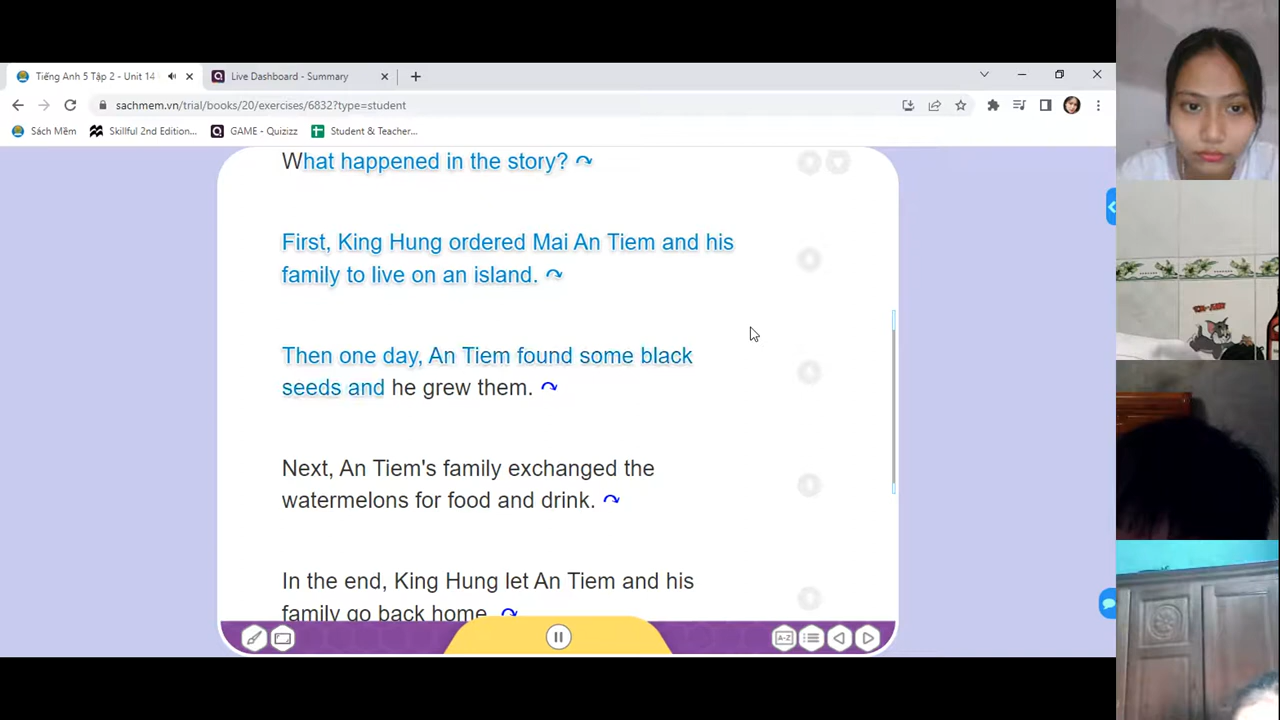 Tiếng Anh 5 Tập 2 - Unit 14
Live Dashboard - Summary
sachmem.vn/trial/books/20/exercises/6832?type=student
Sách Mềm
Skillful 2nd Edition...
GAME - Quizizz
Student & Teacher...
What happened in the story?
First, King Hung ordered Mai An Tiem and his
family to live on an island.
Then one day, An Tiem found some black
seeds and he grew them.
Next, An Tiem's family exchanged the
watermelons for food and drink.
In the end, King Hung let An Tiem and his
family go back home.
A-Z